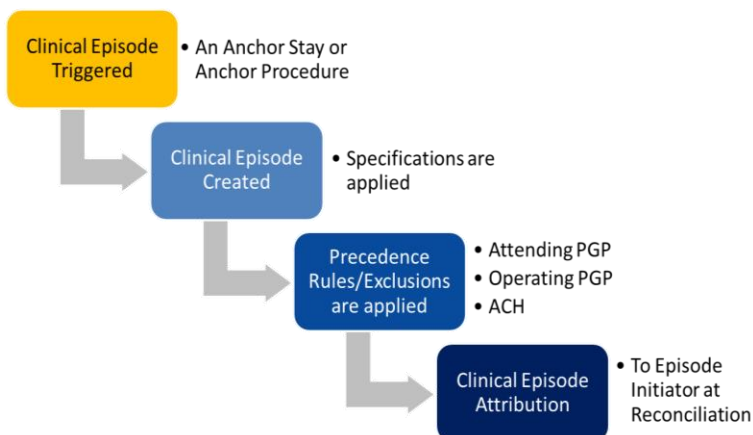 Clinical Episode
Triggered
• An Anchor Stay or
Anchor Procedure
Clinical Episode
Created
• Specifications are
applied
Precedence
Rules/Exclusions
are applied
• Attending PGP
• Operating PGP
• ACH
Clinical Episode
Attribution
• To Episode
Initiator at
Reconciliation